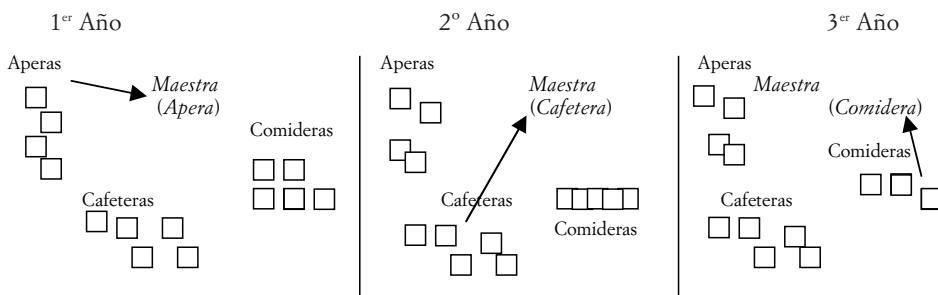 1er Año
Aperas
Maestra
(Apera)
Comideras
Cafeteras
2º Año
Aperas
Maestra
(Cafetera)
Cafeteras
Comideras
3er Año
Aperas
Maestra
(Comidera)
Comideras
Cafeteras